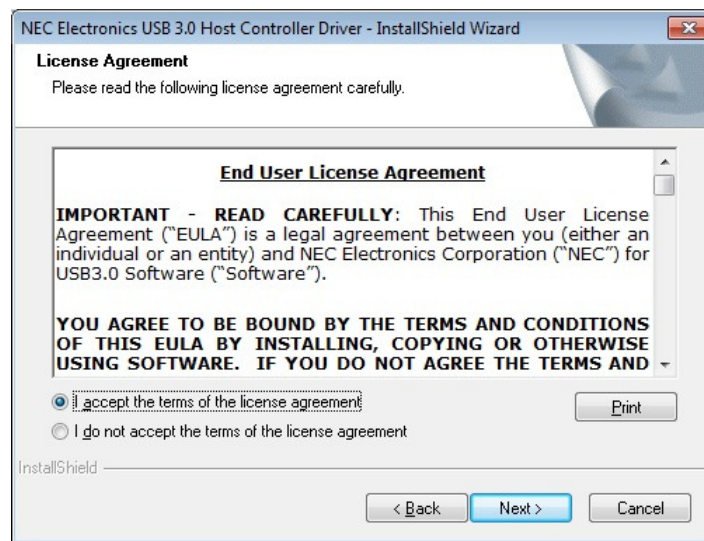 NEC Electronics USB 3.0 Host Controller Driver - InstallShield Wizard
License Agreement
Please read the following license agreement carefully.
End User License Agreement
IMPORTANT - READ CAREFULLY: This End User License
Agreement (“EULA”) is a legal agreement between you (either an
individual or an entity) and NEC Electronics Corporation (“NEC”) for
USB3.0 Software (“Software”).
YOU AGREE TO BE BOUND BY THE TERMS AND CONDITIONS
OF THIS EULA BY INSTALLING, COPYING OR OTHERWISE
USING SOFTWARE. IF YOU DO NOT AGREE THE TERMS AND
I accept the terms of the license agreement
Print
I do not accept the terms of the license agreement
InstallShield
< Back
Next >
Cancel